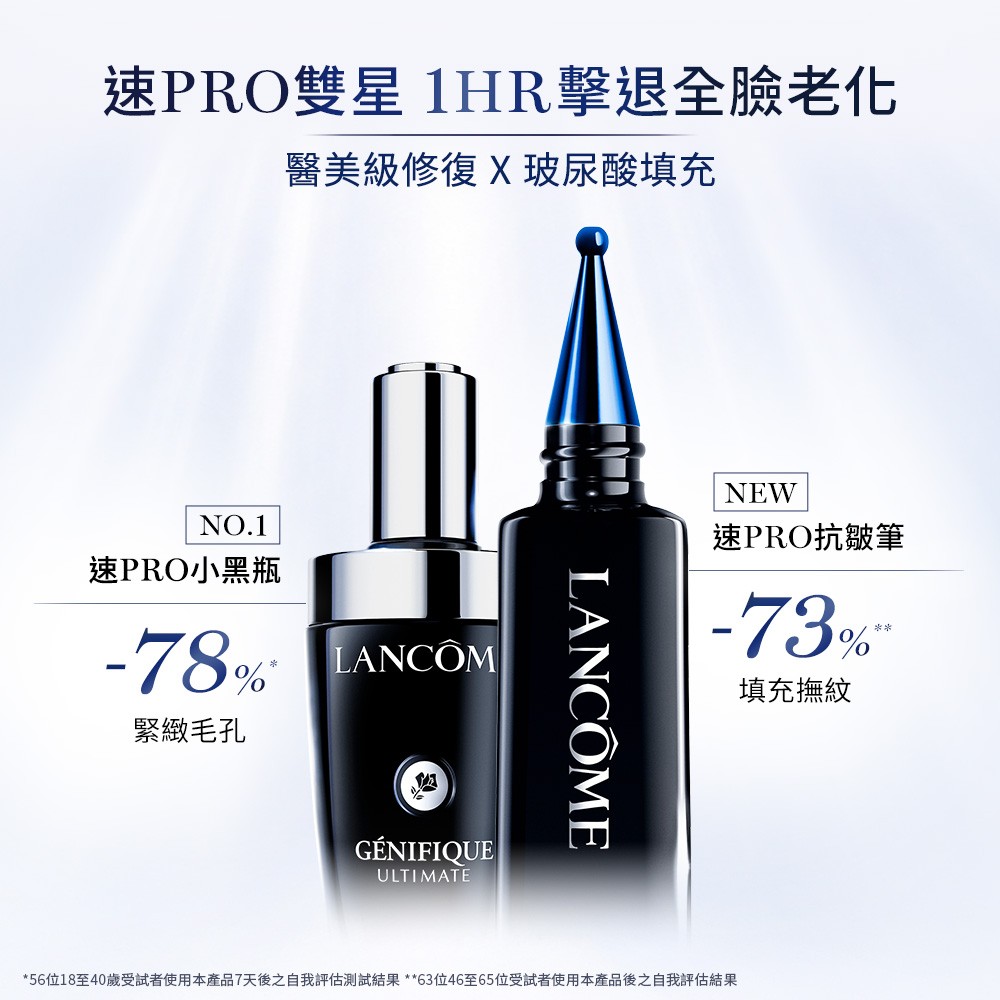 速PRO雙星 1HR擊退全臉老化
醫美級修復 X 玻尿酸填充
NO.1
速PRO小黑瓶
-78%*
緊緻毛孔
LANCÔM
GÉNIFIQUE
ULTIMATE
LANCÔME
NEW
速PRO抗皺筆
-73%**
填充撫紋
*56位18至40歲受試者使用本產品7天後之自我評估測試結果 **63位46至65位受試者使用本產品後之自我評估結果